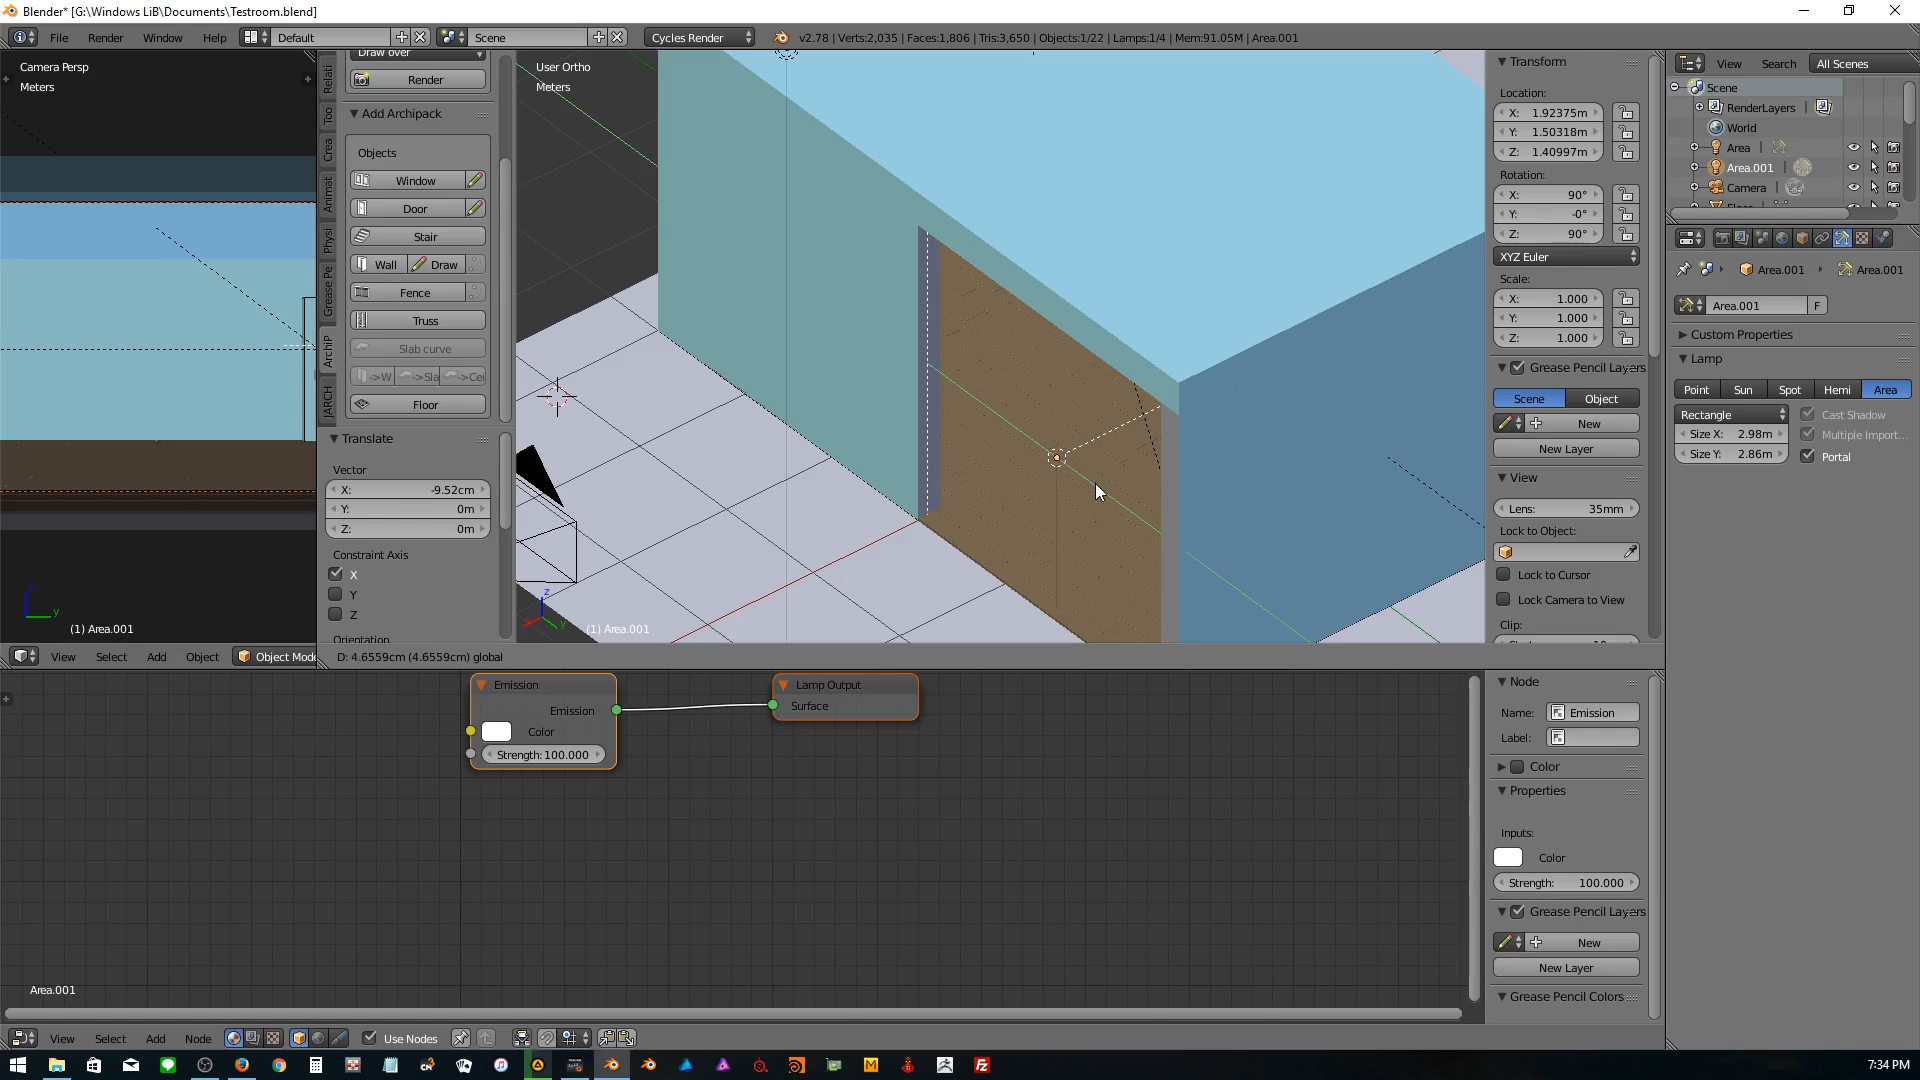 Blender* [G:\Windows LiB\Documents\Testroom.blend]
File Render Window Help Default Scene Cycles Render v2.78 | Verts:2,035 | Faces:1,806 | Tris:3,650 | Objects:1/22 | Lamps:1/4 | Mem:91.05M | Area.001
Camera Persp
Meters
(1) Area.001
View Select Add Object Object Mode
Relati
Too
Crea
Animat
Physi
Grease Pe
ArchiP
JARCH
Draw over
Render
Add Archipack
Objects
Window
Door
Stair
Wall Draw
Fence
Truss
Slab curve
->W ->Sla ->Cei
Floor
Translate
Vector
X: -9.52cm
Y: 0m
Z: 0m
Constraint Axis
X
Y
Z
Orientation
User Ortho
Meters
(1) Area.001
D: 4.6559cm (4.6559cm) global
Transform
Location:
X: 1.92375m
Y: 1.50318m
Z: 1.40997m
Rotation:
X: 90°
Y: -0°
Z: 90°
XYZ Euler
Scale:
X: 1.000
Y: 1.000
Z: 1.000
Grease Pencil Layers
Scene Object
New
New Layer
View
Lens: 35mm
Lock to Object:
Lock to Cursor
Lock Camera to View
Clip:
View Search All Scenes
Scene
RenderLayers
World
Area
Area.001
Camera
Area.001 Area.001
Area.001 F
Custom Properties
Lamp
Point Sun Spot Hemi Area
Rectangle Cast Shadow
Size X: 2.98m Multiple Import...
Size Y: 2.86m Portal
Emission
Emission
Color
Strength: 100.000
Lamp Output
Surface
Area.001
Node
Name: Emission
Label:
Color
Properties
Inputs:
Color
Strength: 100.000
Grease Pencil Layers
New
New Layer
Grease Pencil Colors
View Select Add Node Use Nodes
7:34 PM